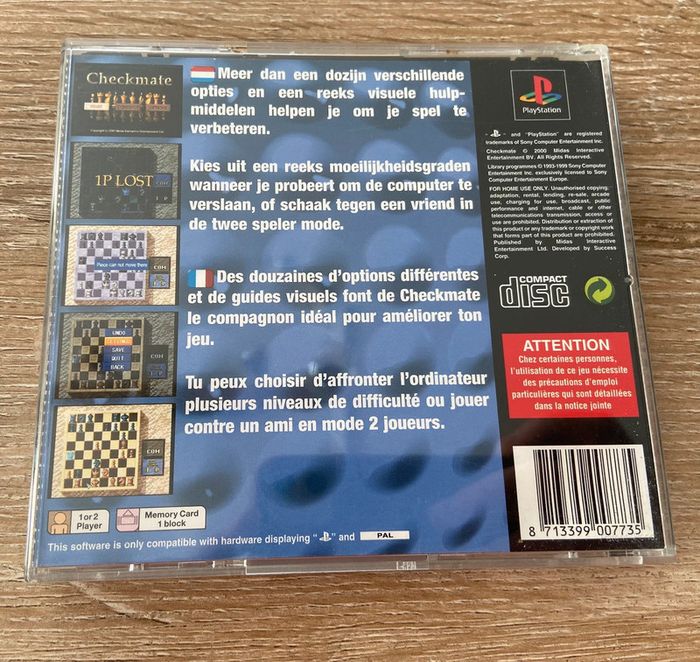 Checkmate
1P LOST
COM
1 P
Piece can not move there
COM
UNDO
SAVE
QUIT
BACK
COM
COM
Meer dan een dozijn verschillende
opties en een reeks visuele hulp-
middelen helpen je om je spel te
verbeteren.
Kies uit een reeks moeilijkheidsgraden
wanneer je probeert om de computer te
verslaan, of schaak tegen een vriend in
de twee speler mode.
Des douzaines d'options différentes
et de guides visuels font de Checkmate
le compagnon idéal pour améliorer ton
jeu.
Tu peux choisir d'affronter l'ordinateur
plusieurs niveaux de difficulté ou jouer
contre un ami en mode 2 joueurs.
1 or 2
Player
Memory Card
1 block
This software is only compatible with hardware displaying " " and PAL
PlayStation
" " and "PlayStation" are registered
trademarks of Sony Computer Entertainment Inc.
Checkmate © 2000 Midas Interactive
Entertainment BV. All Rights Reserved.
Library programmes © 1993-1999 Sony Computer
Entertainment Inc. exclusively licensed to Sony
Computer Entertainment Europe.
FOR HOME USE ONLY. Unauthorised copying,
adaptation, rental, lending, re-sale, arcade
use, charging for use, broadcast, public
performance and internet, cable or other
telecommunications transmission, access or
use are prohibited. Distribution or extraction of
this product or any trademark or copyright work
that forms part of this product are prohibited.
Published by Midas Interactive
Entertainment Ltd. Developed by Success
Corp.
COMPACT
disc
ATTENTION
Chez certaines personnes,
l'utilisation de ce jeu nécessite
des précautions d'emploi
particulières qui sont détaillées
dans la notice jointe
8 713399 007735